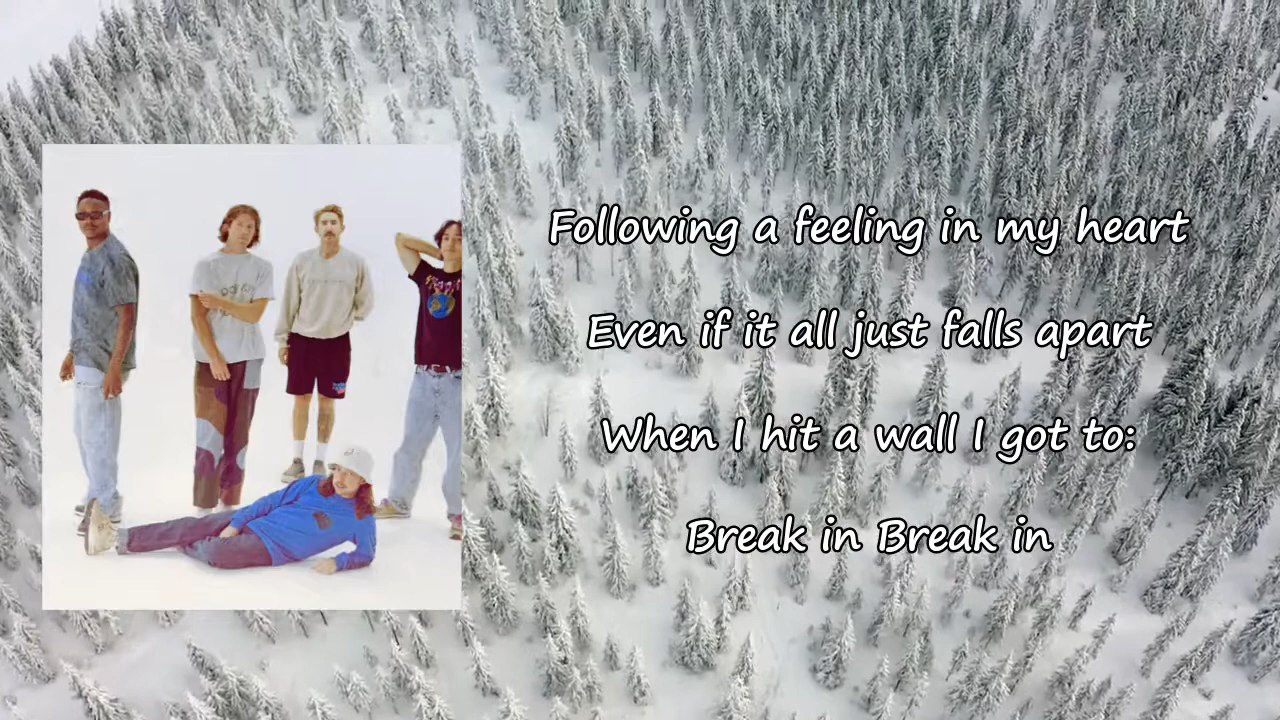 Following a feeling in my heart
Even if it all just falls apart
When I hit a wall I got to:
Break in Break in